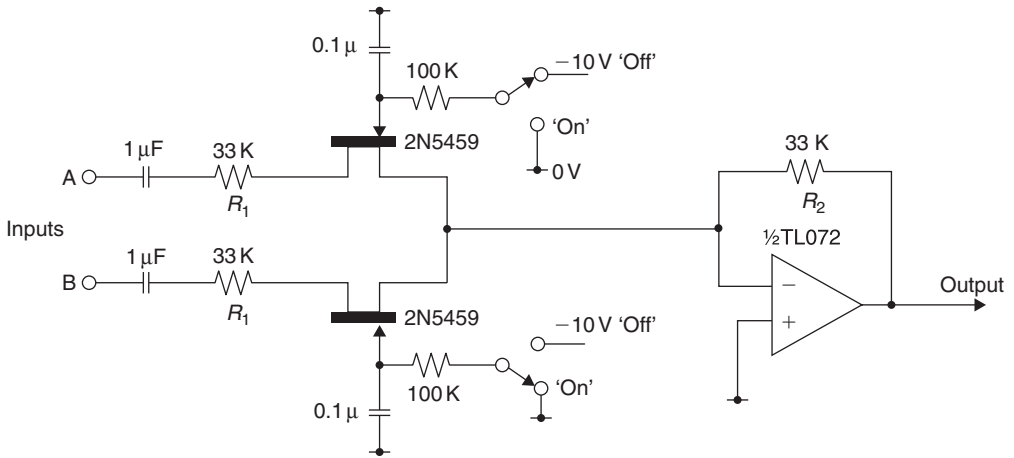 0.1 μ
100 K
−10 V ‘Off’
2N5459
‘On’
0 V
1 μF
33 K
A
R1
33 K
R2
Inputs
½TL072
1 μF
33 K
B
R1
−
+
Output
2N5459
−10 V ‘Off’
100 K
‘On’
0.1 μ